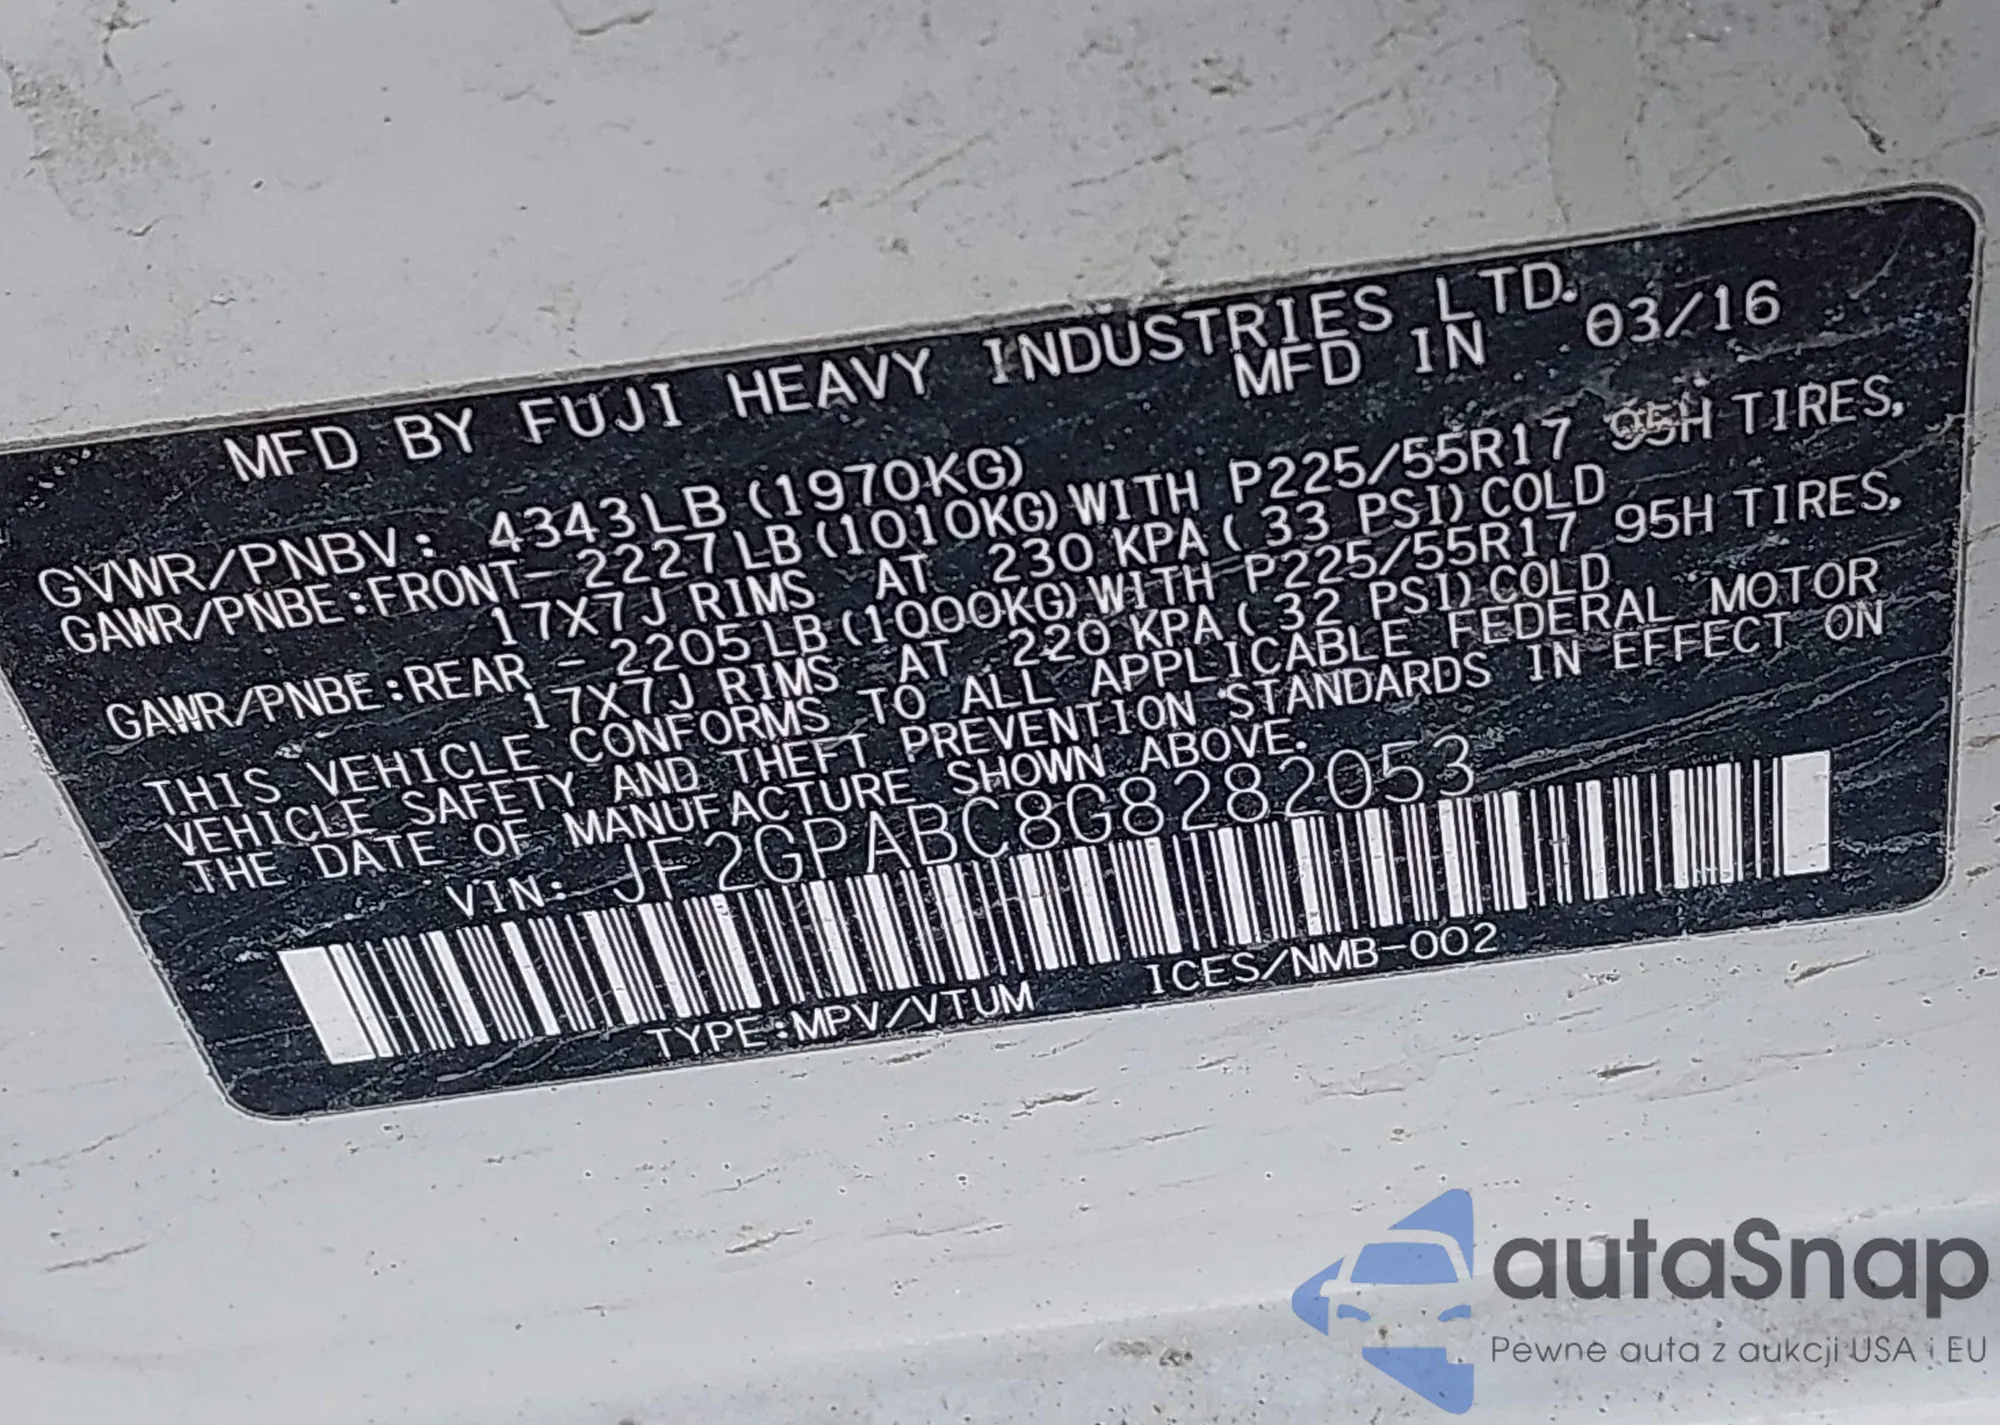 MFD BY FUJI HEAVY INDUSTRIES LTD.
MFD IN 03/16
GVWR/PNBV: 4343LB (1970KG)
GAWR/PNBE:FRONT- 2227LB (1010KG) WITH P225/55R17 95H TIRES,
17X7J RIMS AT 230 KPA ( 33 PSI) COLD
GAWR/PNBE:REAR - 2205LB (1000KG) WITH P225/55R17 95H TIRES,
17X7J RIMS AT 220 KPA ( 32 PSI) COLD
THIS VEHICLE CONFORMS TO ALL APPLICABLE FEDERAL MOTOR
VEHICLE SAFETY AND THEFT PREVENTION STANDARDS IN EFFECT ON
THE DATE OF MANUFACTURE SHOWN ABOVE.
VIN: JF2GPABC8G8282053
TYPE:MPV/VTUM ICES/NMB-002
autaSnap
Pewne auta z aukcji USA i EU